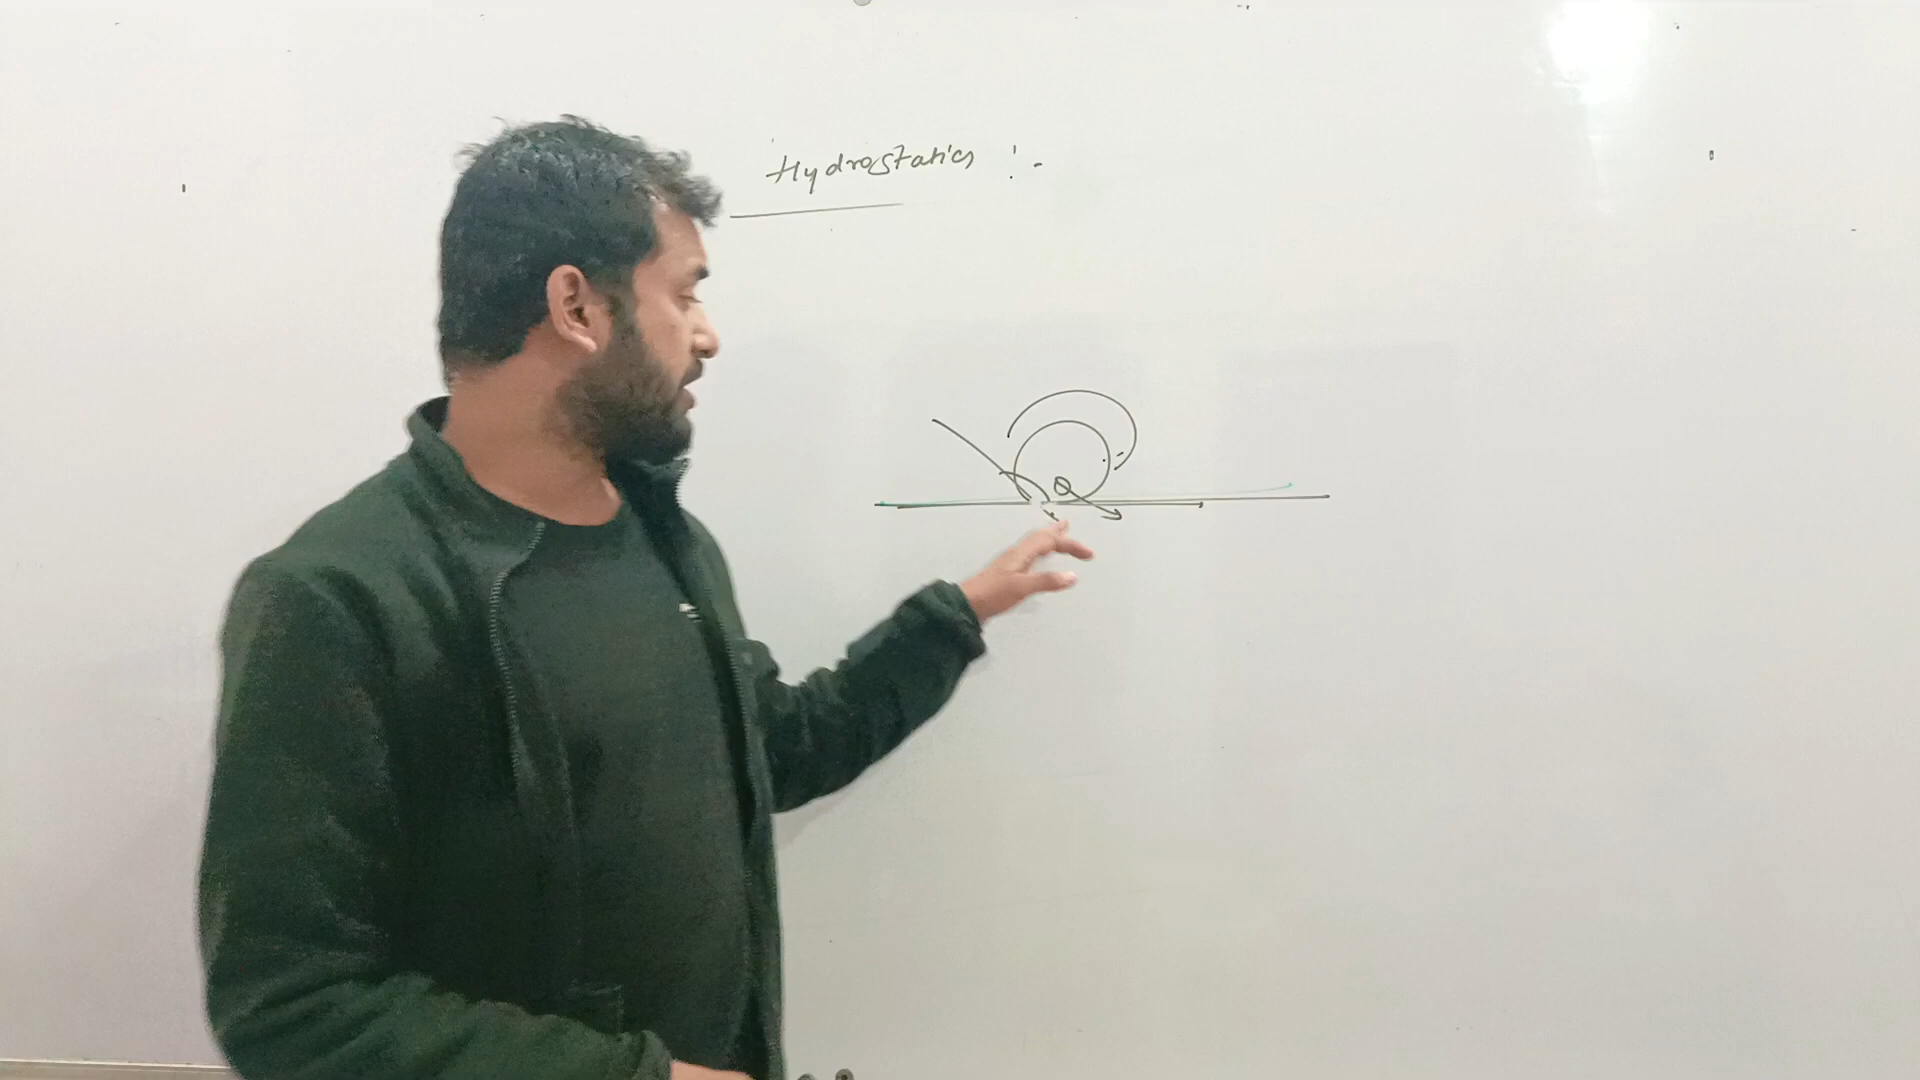 Hydrostatics :-
θ